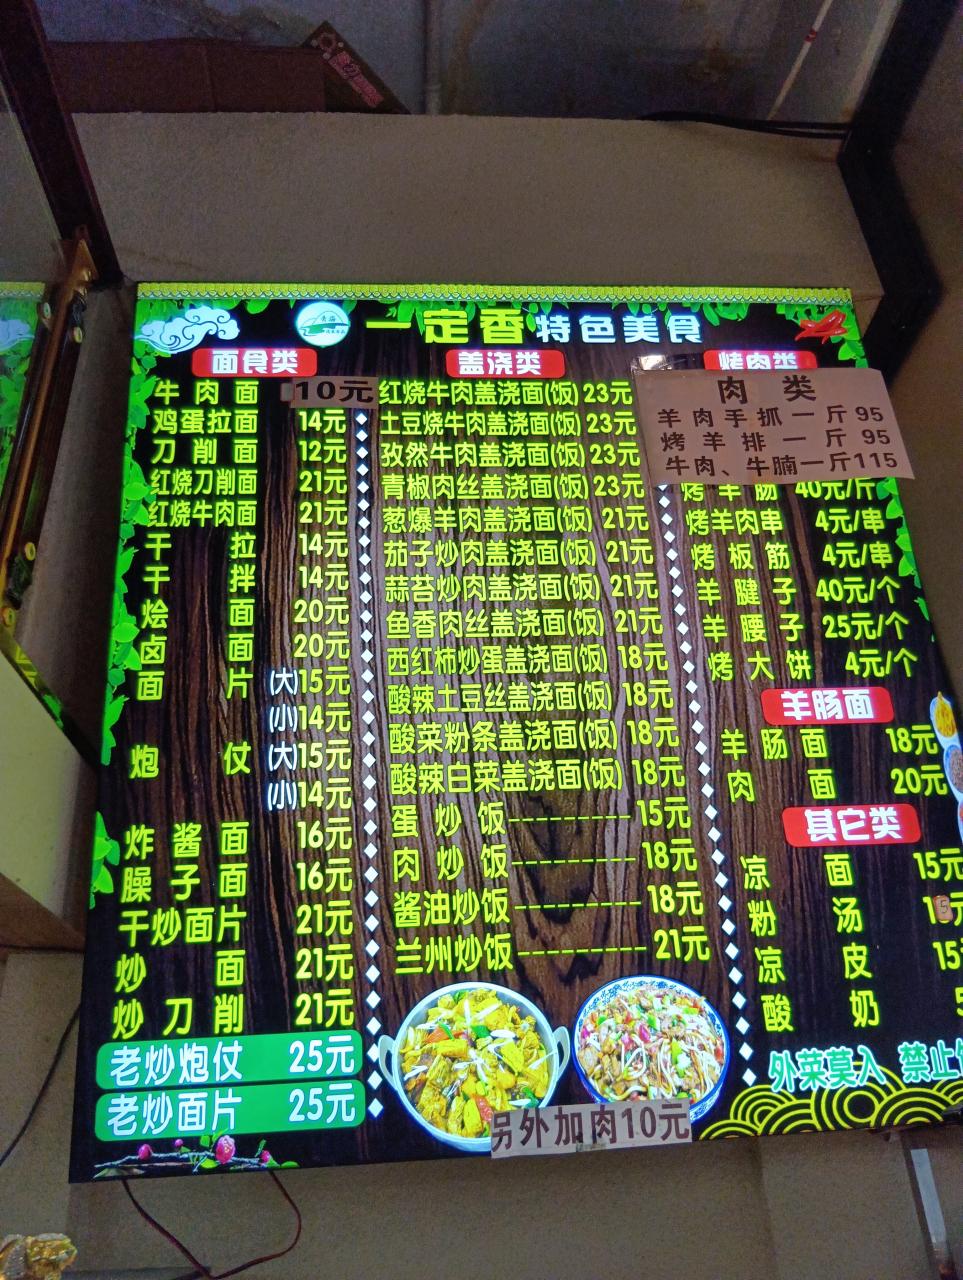 青海
一定香 特色美食
面食类
牛肉面 10元
鸡蛋拉面 14元
刀削面 12元
红烧刀削面 21元
红烧牛肉面 21元
干拉 14元
干拌 14元
烩面 20元
卤面 20元
面片 (大)15元
(小)14元
炮仗 (大)15元
(小)14元
炸酱面 16元
臊子面 16元
干炒面片 21元
炒面 21元
炒刀削 21元
老炒炮仗 25元
老炒面片 25元
盖浇类
红烧牛肉盖浇面(饭) 23元
土豆烧牛肉盖浇面(饭) 23元
孜然牛肉盖浇面(饭) 23元
青椒肉丝盖浇面(饭) 23元
葱爆羊肉盖浇面(饭) 21元
茄子炒肉盖浇面(饭) 21元
蒜苔炒肉盖浇面(饭) 21元
鱼香肉丝盖浇面(饭) 21元
西红柿炒蛋盖浇面(饭) 18元
酸辣土豆丝盖浇面(饭) 18元
酸菜粉条盖浇面(饭) 18元
酸辣白菜盖浇面(饭) 18元
蛋炒饭---------15元
肉炒饭---------18元
酱油炒饭---------18元
兰州炒饭---------21元
另外加肉10元
烤肉类
肉类
羊肉手抓一斤95
烤羊排一斤95
牛肉、牛腩一斤115
烤羊肠 40元/斤
烤羊肉串 4元/串
烤板筋 4元/串
羊腱子 40元/个
羊腰子 25元/个
烤大饼 4元/个
羊肠面
羊肠面 18元
肉面 20元
其它类
凉面 15元
粉汤 15元
凉皮 15
酸奶 5
外菜莫入 禁止